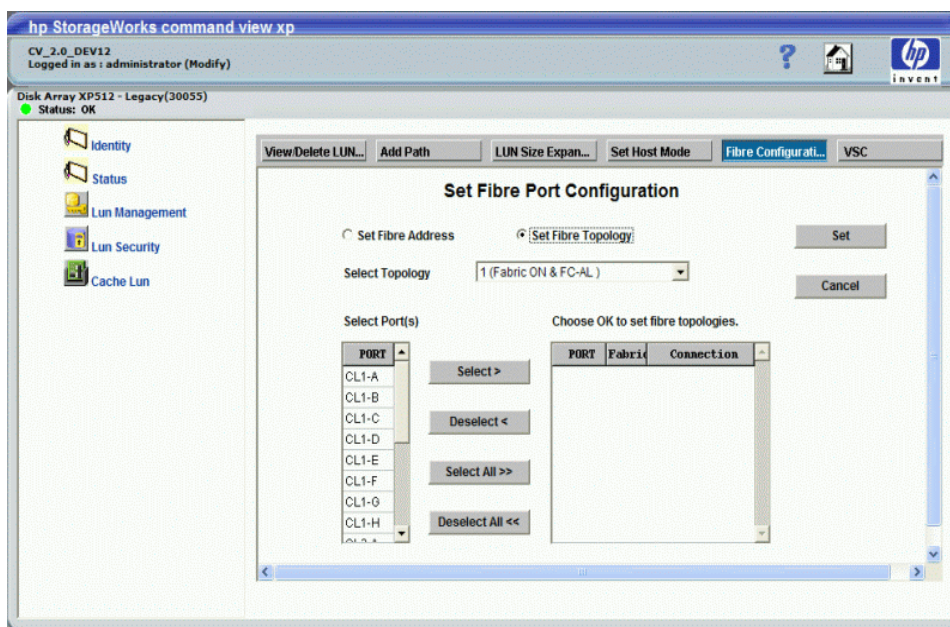 hp StorageWorks command view xp
CV_2.0_DEV12
Logged in as : administrator (Modify)
?
hp
invent
Disk Array XP512 - Legacy(30055)
Status: OK
Identity
Status
Lun Management
Lun Security
Cache Lun
View/Delete LUN... Add Path LUN Size Expan... Set Host Mode Fibre Configurati... VSC
Set Fibre Port Configuration
Set Fibre Address Set Fibre Topology Set
Select Topology 1 (Fabric ON & FC-AL ) Cancel
Select Port(s) Choose OK to set fibre topologies.
PORT PORT Fabric Connection
CL1-A
CL1-B
CL1-C
CL1-D
CL1-E
CL1-F
CL1-G
CL1-H
Select >
Deselect <
Select All >>
Deselect All <<